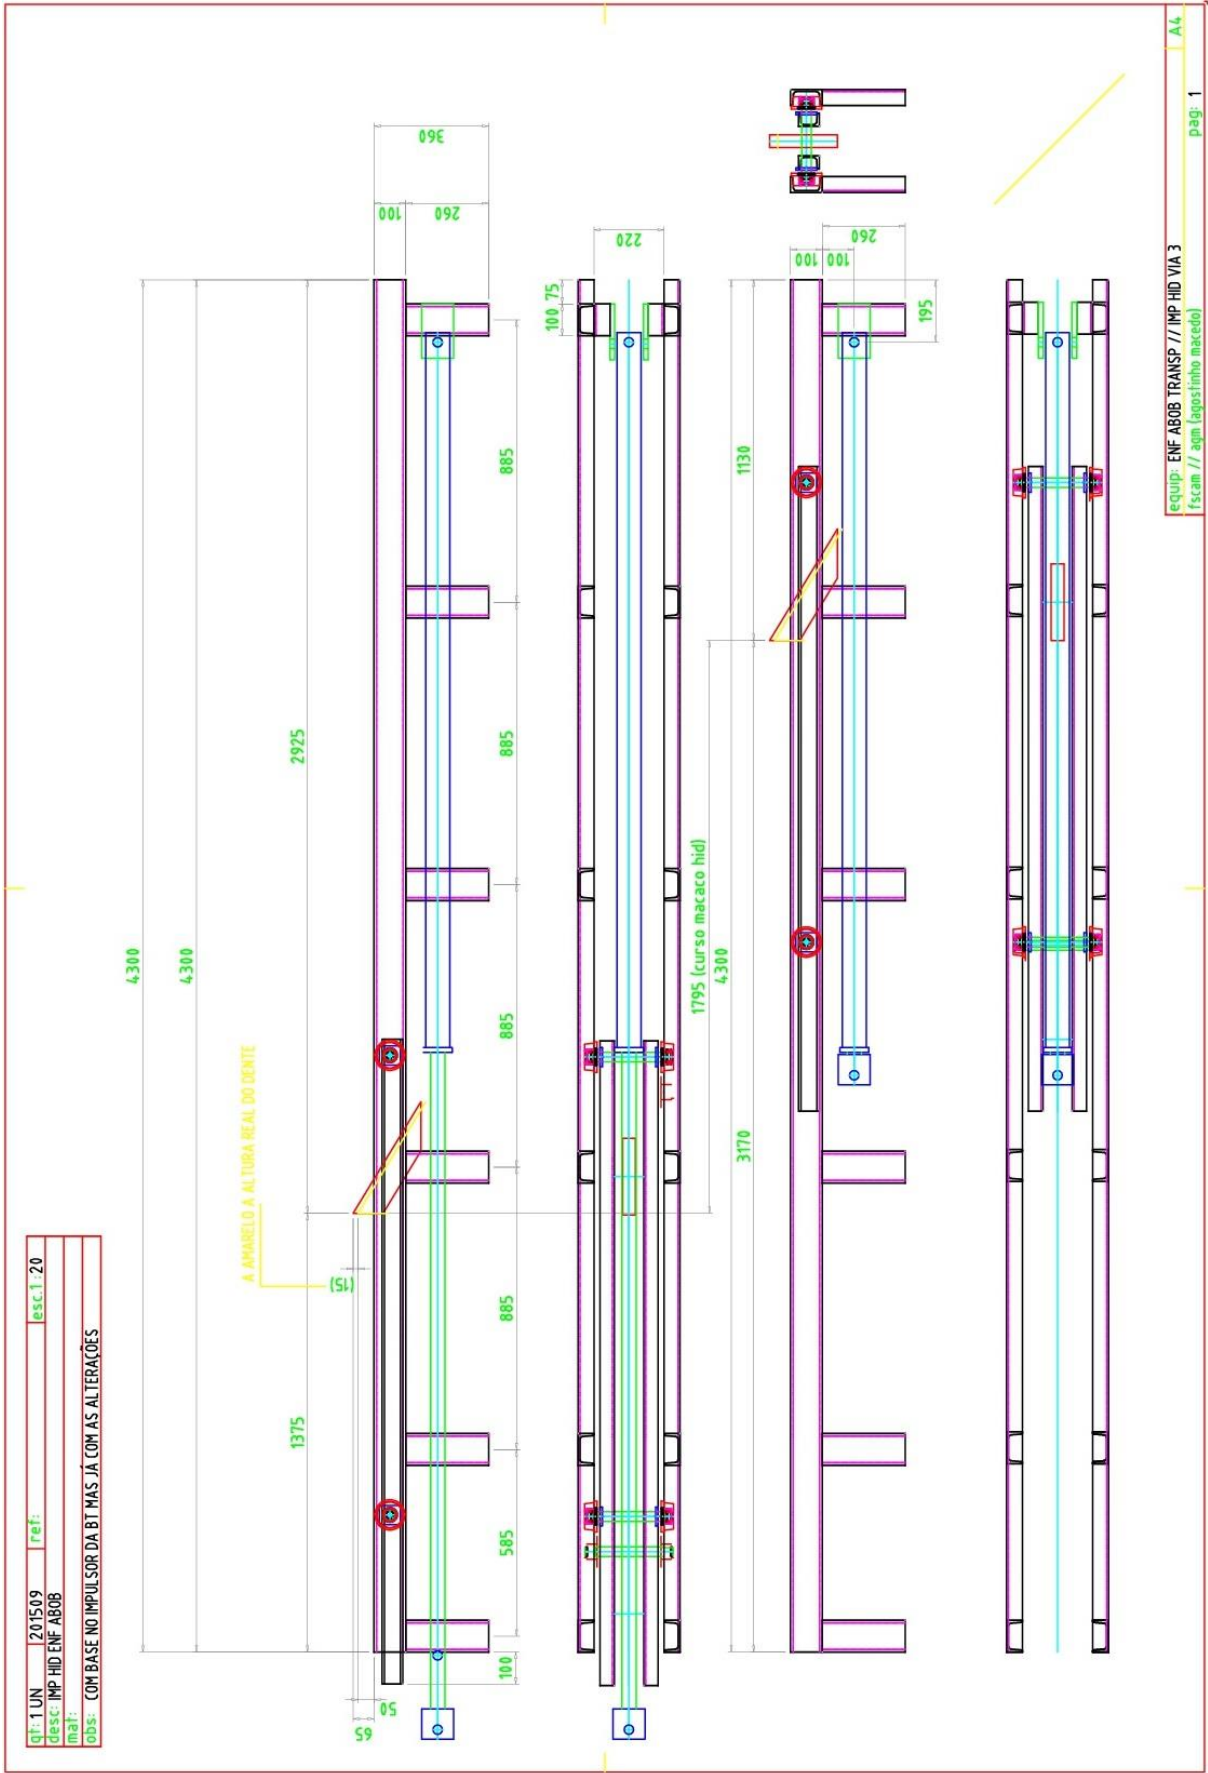 qt: 1 UN 201509 ref: esc.1 :20
desc: IMP HID ENF ABOB
mat:
obs: COM BASE NO IMPULSOR DA BT MAS JÁ COM AS ALTERAÇÕES
4300
4300
1375 2925
A AMARELO A ALTURA REAL DO DENTE
(15)
65
50
100
360
100
260
100 585 885 885 885 885
100 75
220
1795 (curso macaco hid)
4300
3170 1130
100
100
260
195
equip: ENF ABOB TRANSP // IMP HID VIA 3 A4
fscam // agm (agostinho macedo) pag: 1